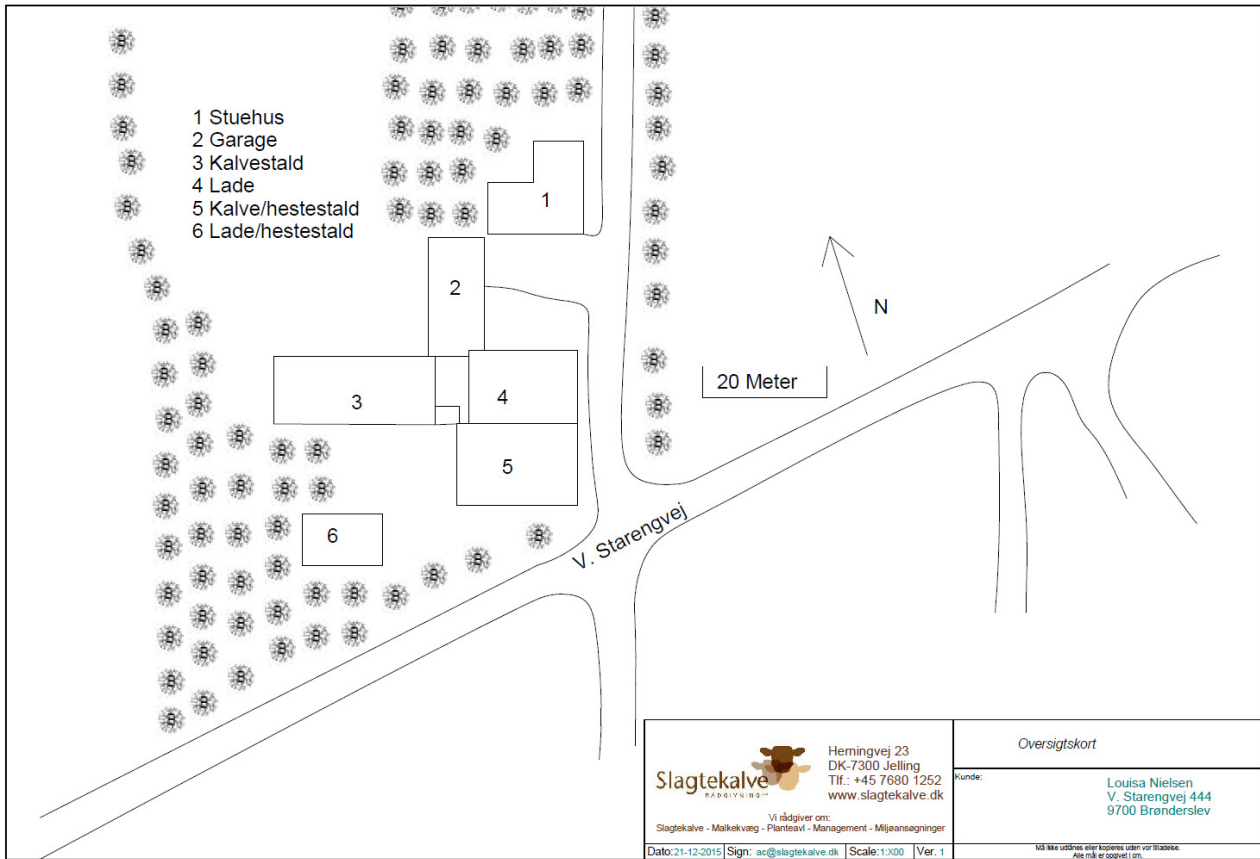 1 Stuehus
2 Garage
3 Kalvestald
4 Lade
5 Kalve/hestestald
6 Lade/hestestald
1
2
N
20 Meter
3
4
5
6
V. Starengvej
Slagtekalve
RÅDGIVNING
Herningvej 23
DK-7300 Jelling
Tlf.: +45 7680 1252
www.slagtekalve.dk
Vi rådgiver om:
Slagtekalve - Malkekvæg - Planteavl - Management - Miljøansøgninger
Dato:21-12-2015 Sign: ac@slagtekalve.dk Scale:1:X00 Ver. 1
Oversigtskort
Kunde:
Louisa Nielsen
V. Starengvej 444
9700 Brønderslev
Må ikke udlånes eller kopieres uden vor tilladelse.
Alle mål er opgivet i cm.